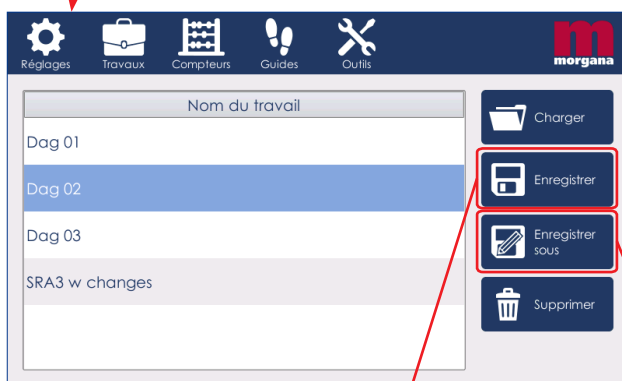 Réglages Travaux Compteurs Guides Outils morgana
Nom du travail
Charger
Dag 01
Enregistrer
Dag 02
Dag 03
Enregistrer
sous
SRA3 w changes
Supprimer